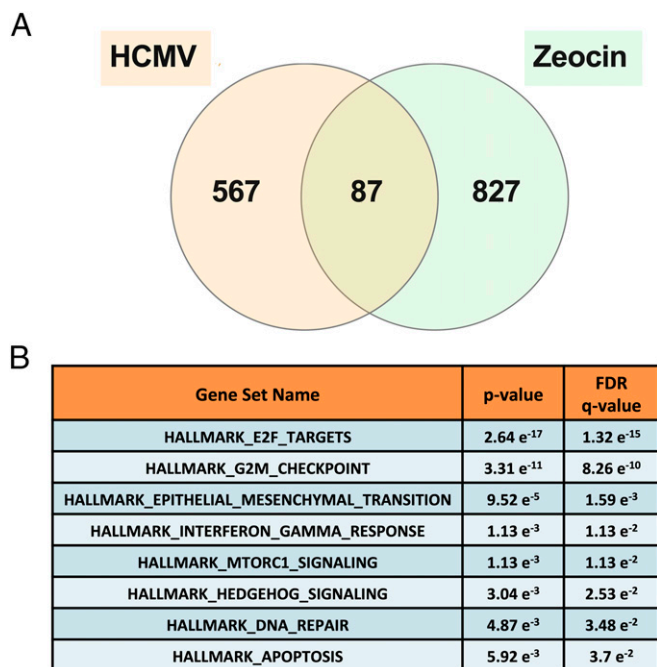 A
HCMV
Zeocin
567
87
827
B
Gene Set Name
p-value
FDR
q-value
HALLMARK_E2F_TARGETS 2.64 e⁻¹⁷ 1.32 e⁻¹⁵
HALLMARK_G2M_CHECKPOINT 3.31 e⁻¹¹ 8.26 e⁻¹⁰
HALLMARK_EPITHELIAL_MESENCHYMAL_TRANSITION 9.52 e⁻⁵ 1.59 e⁻³
HALLMARK_INTERFERON_GAMMA_RESPONSE 1.13 e⁻³ 1.13 e⁻²
HALLMARK_MTORC1_SIGNALING 1.13 e⁻³ 1.13 e⁻²
HALLMARK_HEDGEHOG_SIGNALING 3.04 e⁻³ 2.53 e⁻²
HALLMARK_DNA_REPAIR 4.87 e⁻³ 3.48 e⁻²
HALLMARK_APOPTOSIS 5.92 e⁻³ 3.7 e⁻²